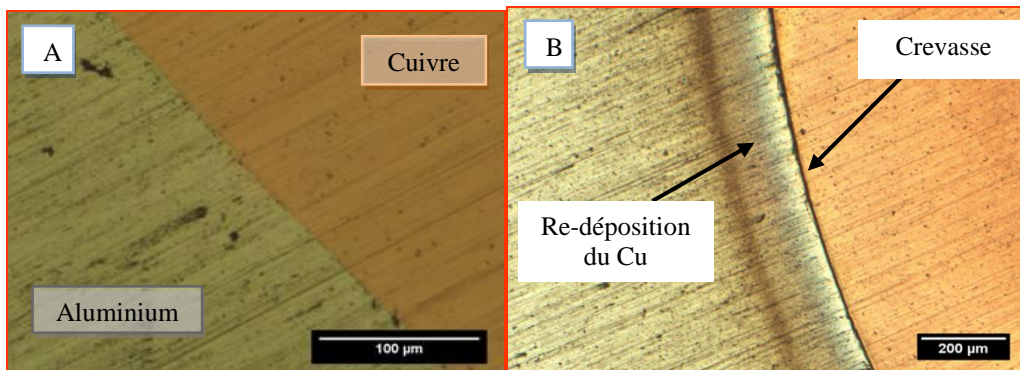 A
Cuivre
Aluminium
100 µm
B
Crevasse
Re-déposition
du Cu
200 µm